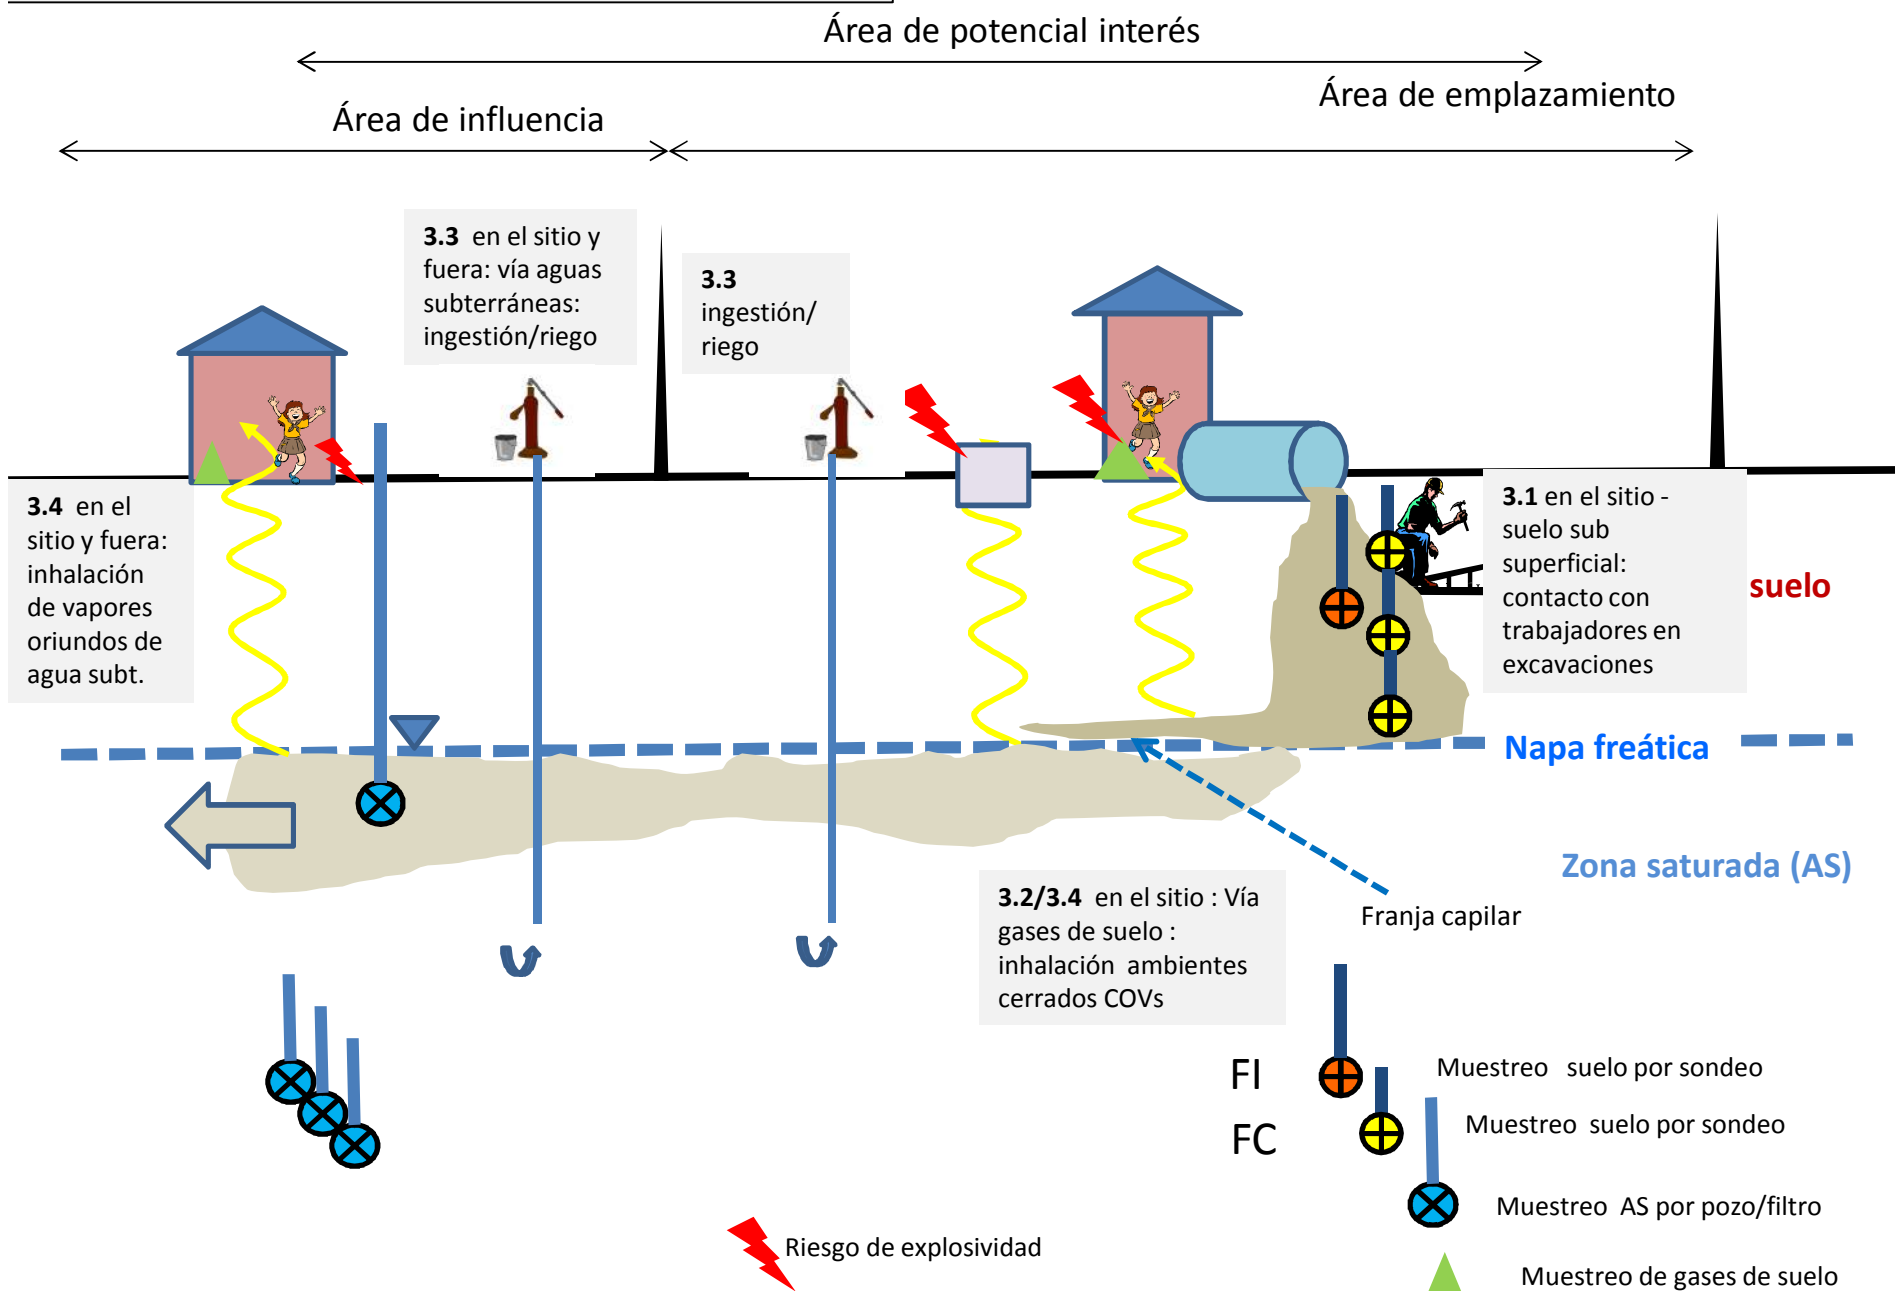 Área de potencial interés
Área de emplazamiento
Área de influencia
3.3 en el sitio y
fuera: vía aguas
subterráneas:
ingestión/riego
3.3
ingestión/
riego
3.4 en el
sitio y fuera:
inhalación
de vapores
oriundos de
agua subt.
3.1 en el sitio -
suelo sub
superficial:
contacto con
trabajadores en
excavaciones
suelo
Napa freática
Zona saturada (AS)
3.2/3.4 en el sitio : Vía
gases de suelo :
inhalación ambientes
cerrados COVs
Franja capilar
FI
Muestreo suelo por sondeo
FC
Muestreo suelo por sondeo
Muestreo AS por pozo/filtro
Riesgo de explosividad
Muestreo de gases de suelo